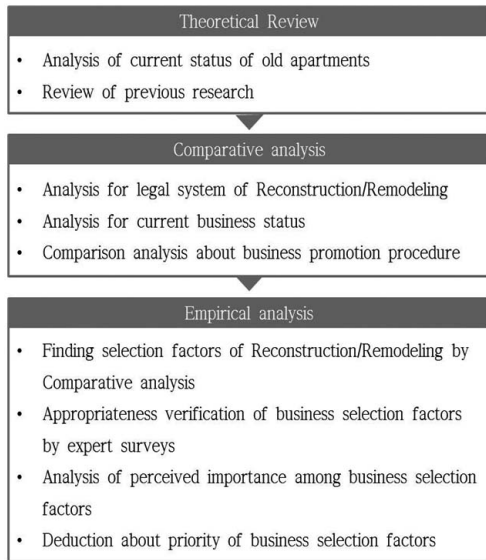 Theoretical Review
• Analysis of current status of old apartments
• Review of previous research
Comparative analysis
• Analysis for legal system of Reconstruction/Remodeling
• Analysis for current business status
• Comparison analysis about business promotion procedure
Empirical analysis
• Finding selection factors of Reconstruction/Remodeling by
Comparative analysis
• Appropriateness verification of business selection factors
by expert surveys
• Analysis of perceived importance among business selection
factors
• Deduction about priority of business selection factors